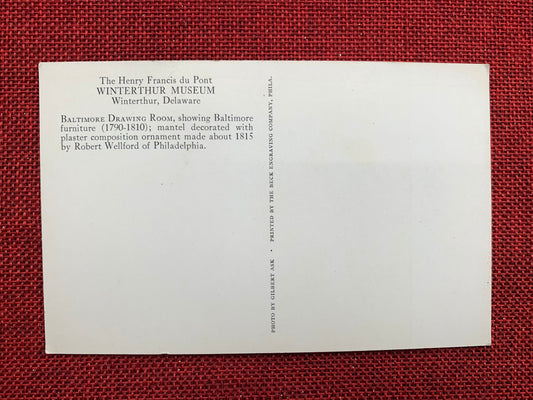 The Henry Francis du Pont
WINTERTHUR MUSEUM
Winterthur, Delaware
BALTIMORE DRAWING ROOM, showing Baltimore
furniture (1790-1810); mantel decorated with
plaster composition ornament made about 1815
by Robert Wellford of Philadelphia.
PHOTO BY GILBERT ASK • PRINTED BY THE BECK ENGRAVING COMPANY, PHILA.